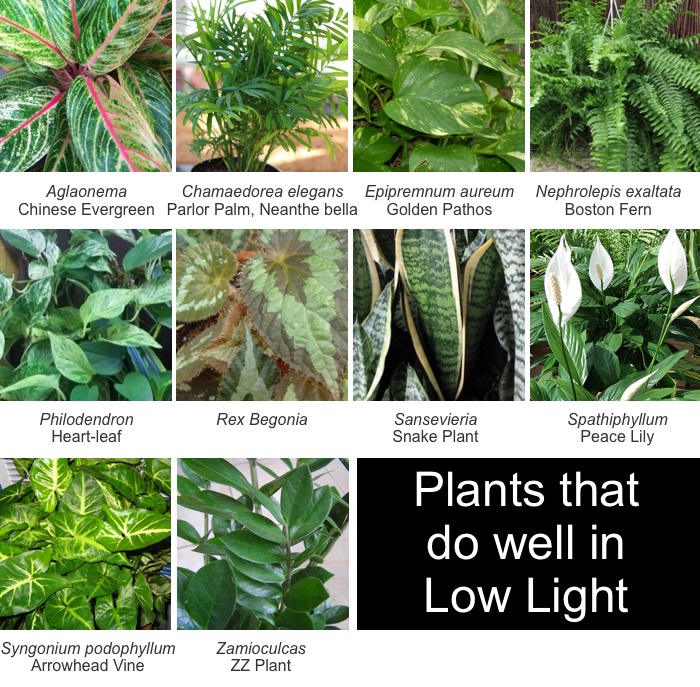 Aglaonema
Chinese Evergreen
Chamaedorea elegans
Parlor Palm, Neanthe bella
Epipremnum aureum
Golden Pathos
Nephrolepis exaltata
Boston Fern
Philodendron
Heart-leaf
Rex Begonia
Sansevieria
Snake Plant
Spathiphyllum
Peace Lily
Syngonium podophyllum
Arrowhead Vine
Zamioculcas
ZZ Plant
Plants that
do well in
Low Light